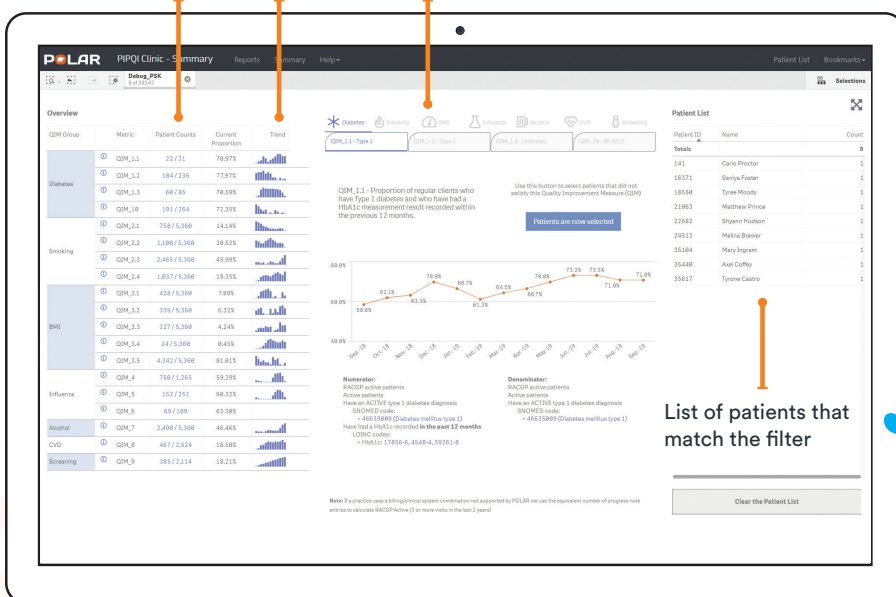 POLAR PIPQI Clinic - Summary Reports Summary Help Patient List Bookmarks
Debug_PSK
9 of 39141
Selections
Overview
QIM Group Metric Patient Counts Current Proportion Trend
Diabetes
QIM_1.1 22/31 70.97%
QIM_1.2 184/236 77.97%
QIM_1.3 60/85 70.59%
QIM_10 191/264 72.35%
Smoking
QIM_2.1 758/5,360 14.14%
QIM_2.2 1,100/5,360 20.52%
QIM_2.3 2,465/5,360 45.99%
QIM_2.4 1,037/5,360 19.35%
BMI
QIM_3.1 428/5,360 7.99%
QIM_3.2 339/5,360 6.32%
QIM_3.3 227/5,360 4.24%
QIM_3.4 24/5,360 0.45%
QIM_3.5 4,342/5,360 81.01%
Influenza
QIM_4 750/1,265 59.29%
QIM_5 152/252 60.32%
QIM_6 69/109 63.30%
Alcohol QIM_7 2,490/5,360 46.46%
CVD QIM_8 467/2,524 18.50%
Screening QIM_9 385/2,114 18.21%
Diabetes Smoking BMI Influenza Alcohol CVD Screening
QIM_1.1 - Type 1 QIM_1.2 - Type 2 QIM_1.3 - Unknown QIM_10 - BP 6/12
QIM_1.1 - Proportion of regular clients who
have Type 1 diabetes and who have had a
HbA1c measurement result recorded within
the previous 12 months.
Use this button to select patients that did not
satisfy this Quality Improvement Measure (QIM)
Patients are now selected
80.0%
60.0%
40.0%
58.6% 62.1% 63.3% 70.0% 66.7% 61.3% 64.5% 66.7% 70.0% 73.3% 73.3% 71.0% 71.0%
Sep.-18 Oct.-18 Nov.-18 Dec.-18 Jan.-19 Feb.-19 Mar.-19 Apr.-19 May-19 Jun.-19 Jul.-19 Aug.-19 Sep.-19
Numerator:
RACGP active patients
Active patients
Have an ACTIVE type 1 diabetes diagnosis
SNOMED code:
• 46635009 (Diabetes mellitus type 1)
Have had a HbA1c recorded in the past 12 months
LOINC codes:
• HbA1c: 17856-6, 4548-4, 59261-8
Denominator:
RACGP active patients
Active patients
Have an ACTIVE type 1 diabetes diagnosis
SNOMED code:
• 46635009 (Diabetes mellitus type 1)
Note: If a practice uses a billing/clinical system combination not supported by POLAR we use the equivalent number of progress note
entries to calculate RACGP Active (3 or more visits in the last 2 years)
Patient List
Patient ID Name Count
Totals 9
141 Carlo Proctor 1
16371 Saniya Foster 1
18550 Tyree Moody 1
21063 Matthew Prince 1
22682 Shyann Hudson 1
24513 Melina Brewer 1
35104 Mary Ingram 1
35440 Axel Coffey 1
35617 Tyrone Castro 1
List of patients that
match the filter
Clear the Patient List